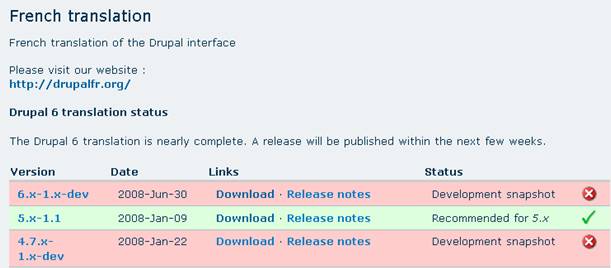 French translation
French translation of the Drupal interface
Please visit our website :
http://drupalfr.org/
Drupal 6 translation status
The Drupal 6 translation is nearly complete. A release will be published within the next few weeks.
Version Date Links Status
6.x-1.x-dev 2008-Jun-30 Download · Release notes Development snapshot
5.x-1.1 2008-Jan-09 Download · Release notes Recommended for 5.x
4.7.x- 2008-Jan-22 Download · Release notes Development snapshot
1.x-dev